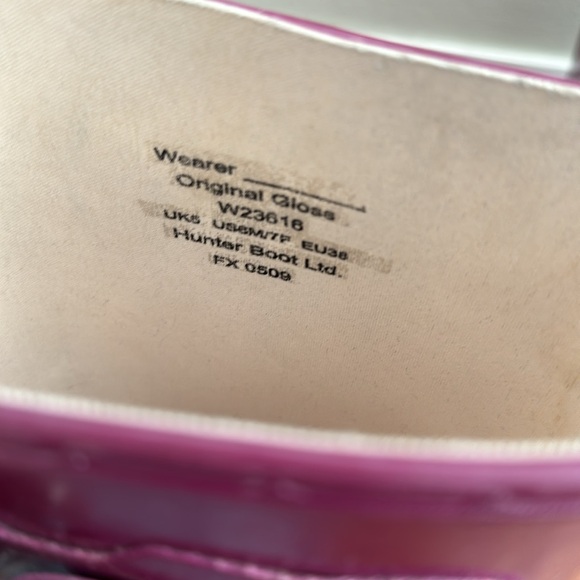 Wearer
Original Gloss
W23616
UK5 US6M/7F EU38
Hunter Boot Ltd.
FX 0509